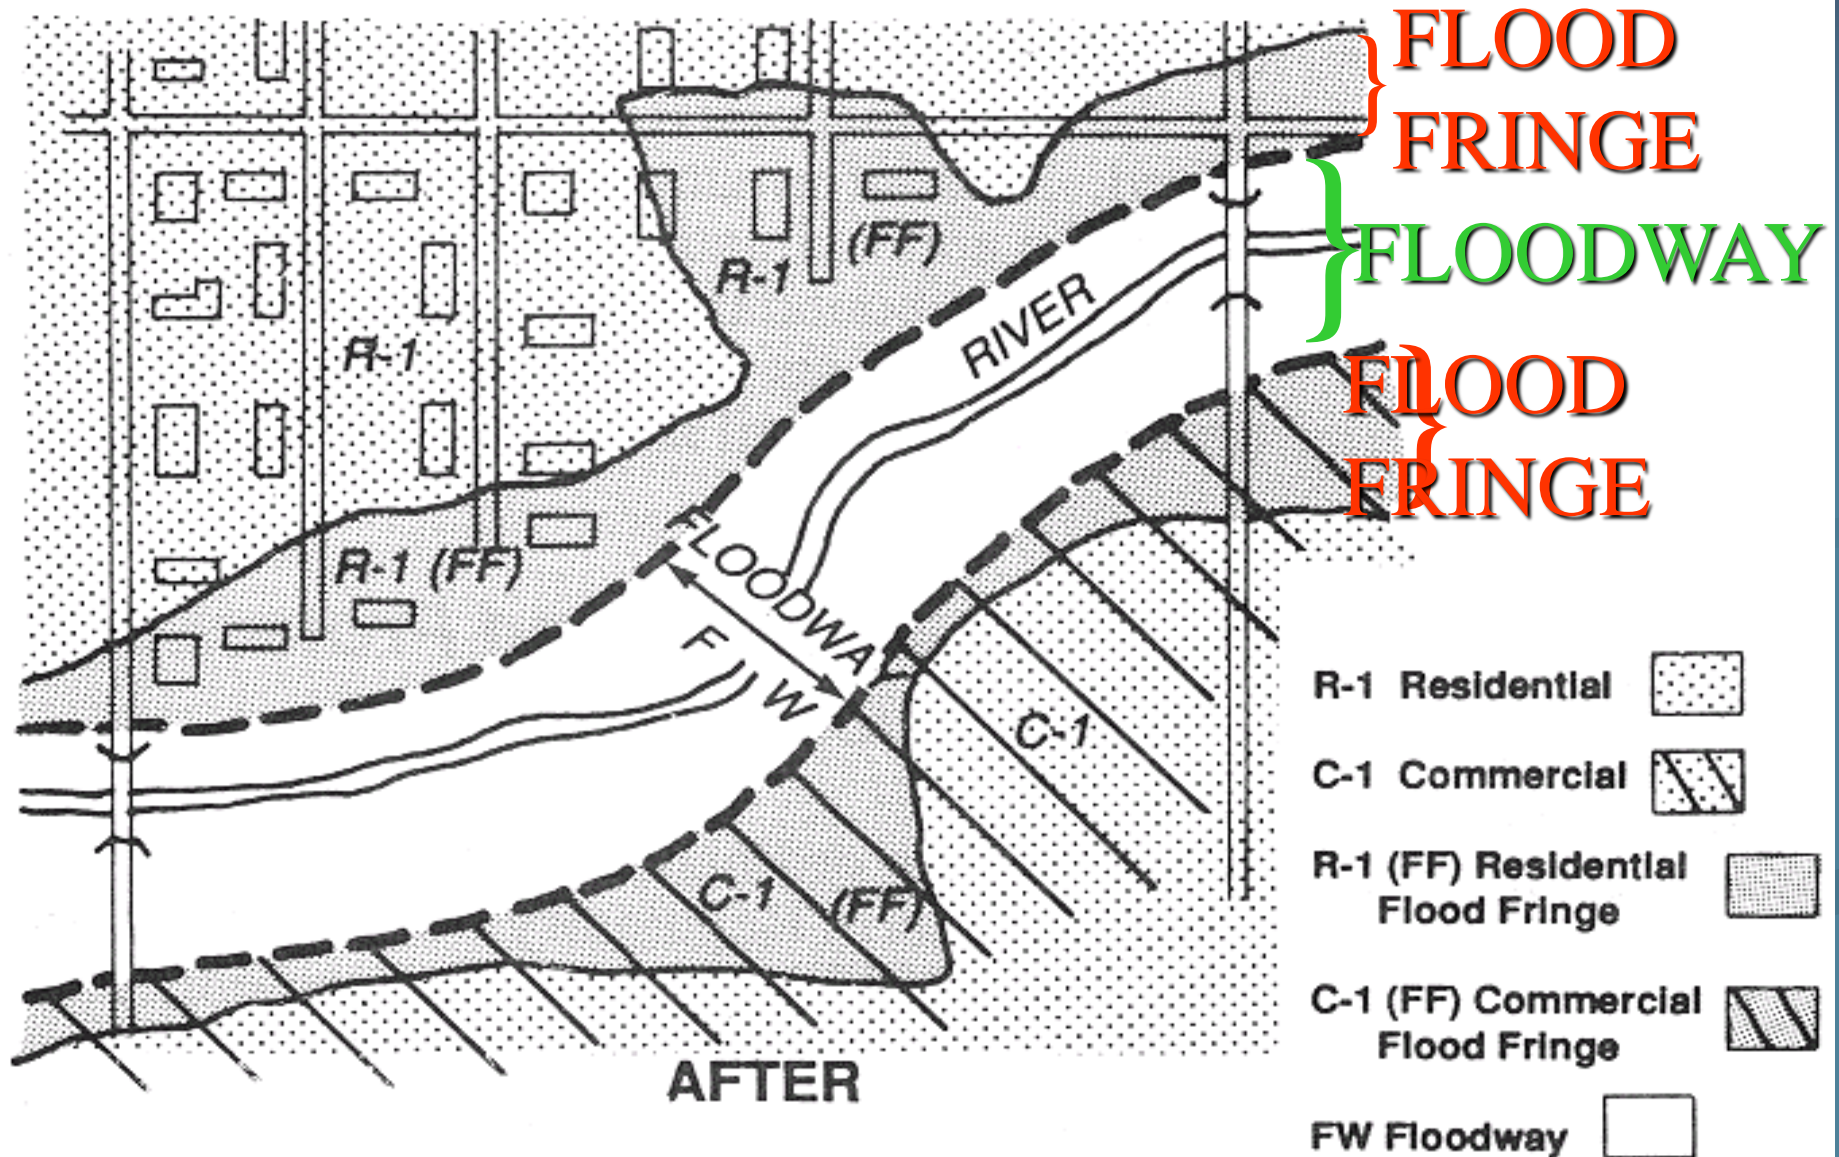 FLOOD
FRINGE
FLOODWAY
FLOOD
FRINGE
(FF)
R-1
RIVER
R-1
R-1 (FF)
FLOODWAY
F W
C-1
C-1 (FF)
R-1 Residential
C-1 Commercial
R-1 (FF) Residential
Flood Fringe
C-1 (FF) Commercial
Flood Fringe
FW Floodway
AFTER